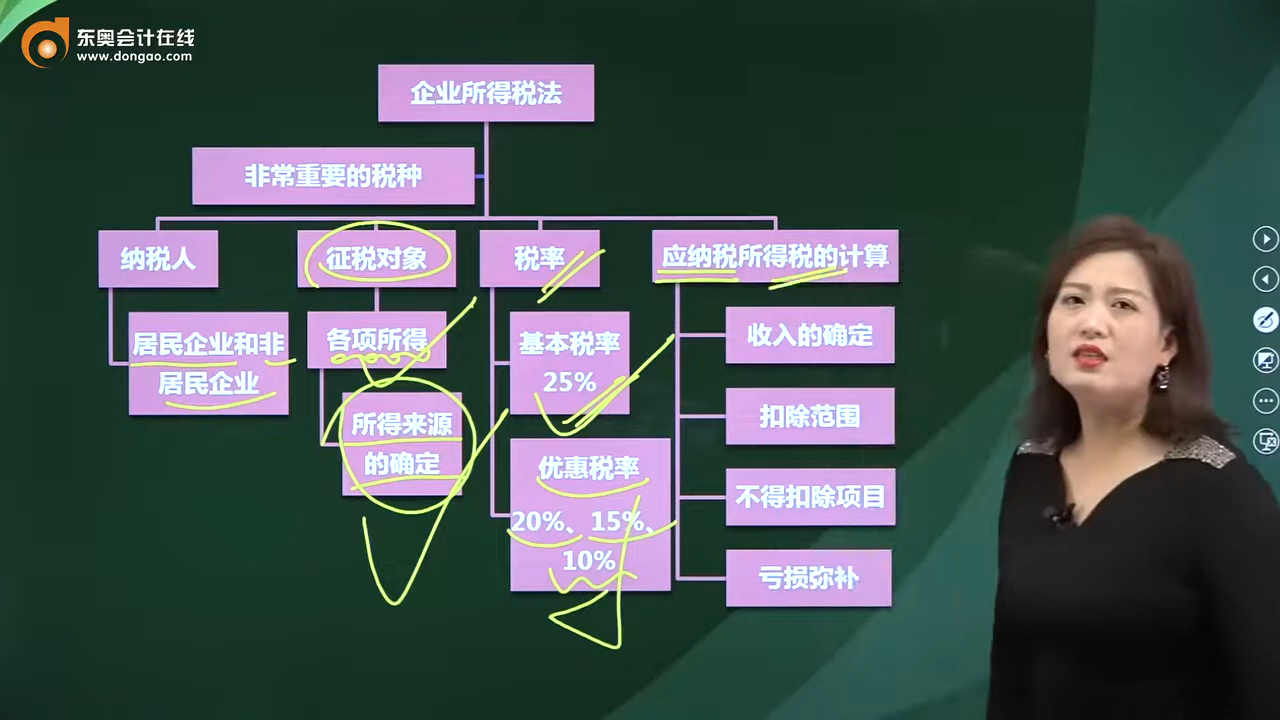 东奥会计在线
www.dongao.com
企业所得税法
非常重要的税种
纳税人
征税对象
税率
应纳税所得税的计算
居民企业和非
居民企业
各项所得
所得来源
的确定
基本税率
25%
优惠税率
20%、15%、
10%
收入的确定
扣除范围
不得扣除项目
亏损弥补